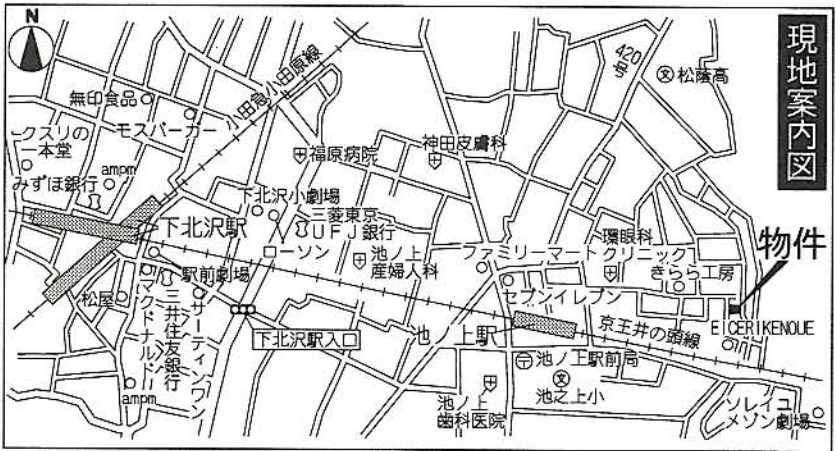 N
現地案内図
420号
松蔭高
小田急小田原線
無印食品
モスバーガー
クスリの
一本堂
ampm
みずほ銀行
福原病院
神田皮膚科
下北沢小劇場
三菱東京
UFJ銀行
下北沢駅
ローソン
池ノ上
産婦人科
環眼科
クリニック
ファミリーマート
きらら工房
物件
駅前劇場
セブンイレブン
松屋
マクドナルド
三井住友銀行
サーティンワン
下北沢駅入口
池ノ上駅
京王井の頭線
EICERIKENOUE
池ノ上駅前局
池之上小
ampm
池ノ上
歯科医院
ソレイユ
メゾン劇場